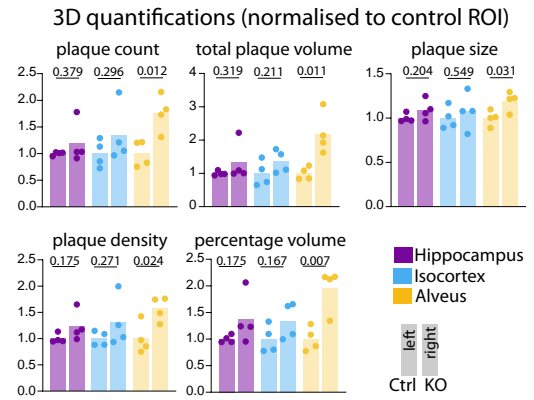 3D quantifications (normalised to control ROI)
plaque count
0.379 0.296 0.012
2.5
2.0
1.5
1.0
0.5
0.0
total plaque volume
0.319 0.211 0.011
4
3
2
1
0
plaque size
0.204 0.549 0.031
1.5
1.0
0.5
0.0
plaque density
0.175 0.271 0.024
2.5
2.0
1.5
1.0
0.5
0.0
percentage volume
0.175 0.167 0.007
2.5
2.0
1.5
1.0
0.5
0.0
Hippocampus
Isocortex
Alveus
left right
Ctrl KO